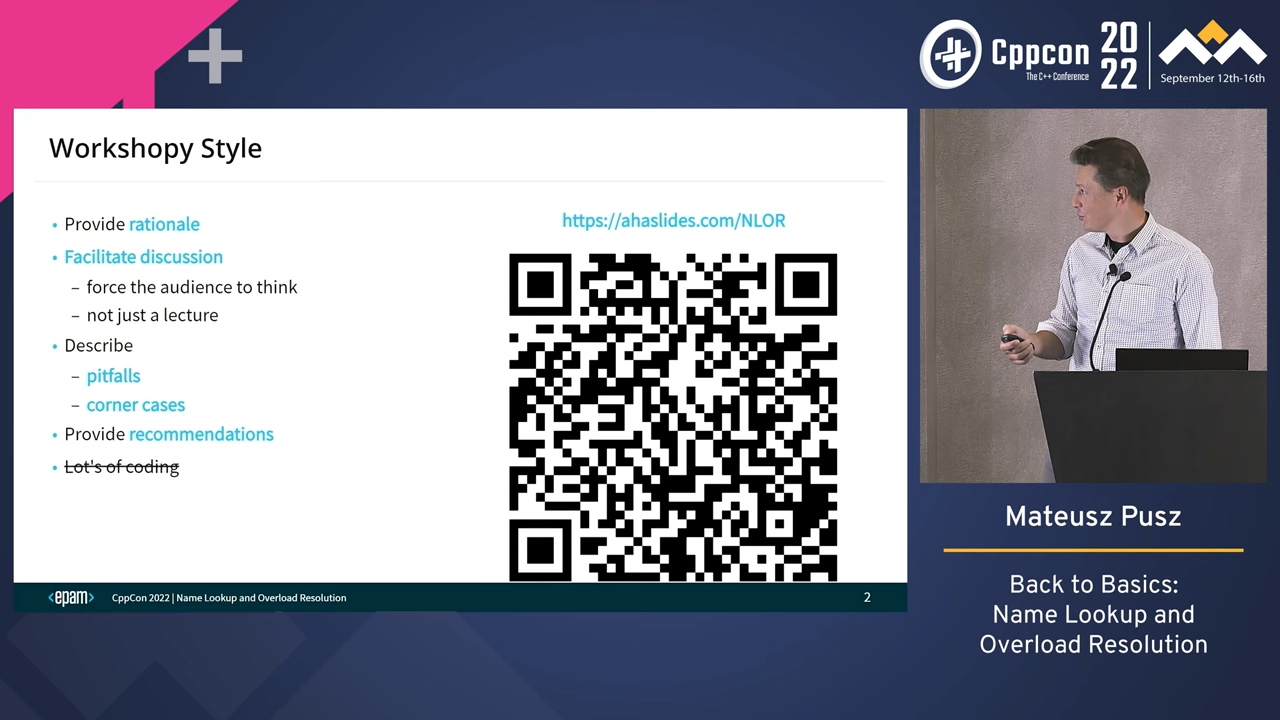 Cppcon
The C++ Conference
20
22
September 12th-16th
Workshopy Style
• Provide rationale
• Facilitate discussion
– force the audience to think
– not just a lecture
• Describe
– pitfalls
– corner cases
• Provide recommendations
• Lot's of coding
https://ahaslides.com/NLOR
<epam>
CppCon 2022 | Name Lookup and Overload Resolution
2
Mateusz Pusz
Back to Basics:
Name Lookup and
Overload Resolution